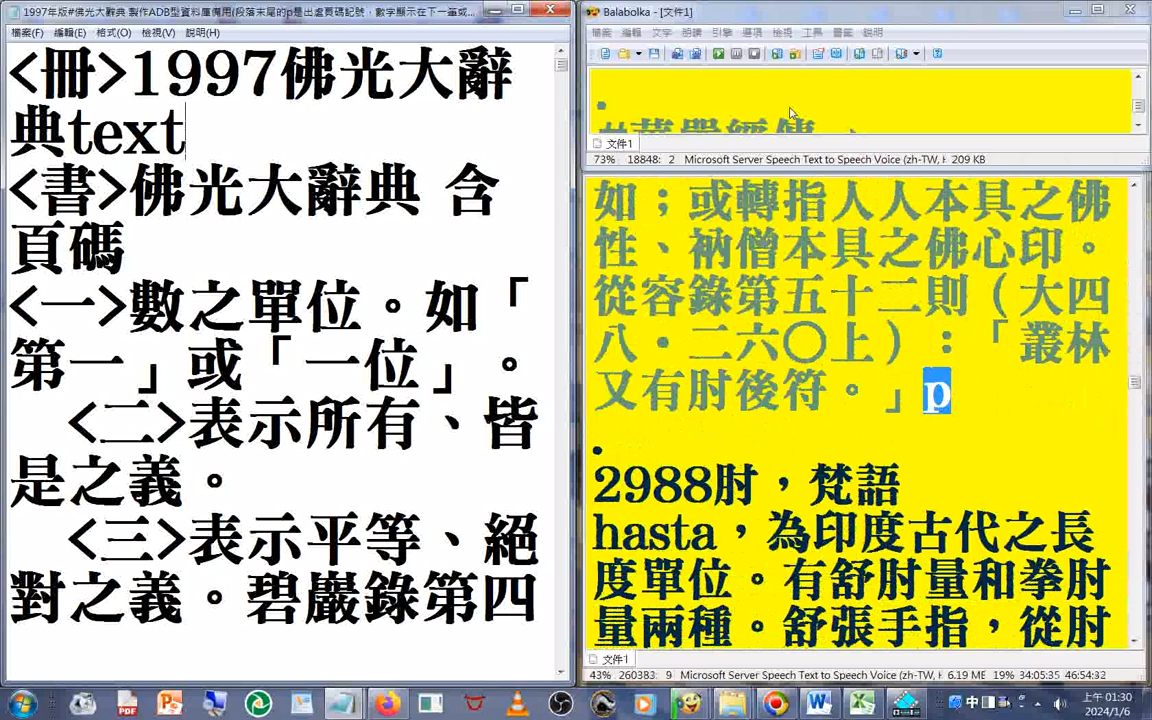 1997年版#佛光大辭典 製作ADB型資料庫備用(段落末尾的p是出處頁碼記號,數字顯示在下一筆或...
檔案(F) 編輯(E) 格式(O) 檢視(V) 說明(H)
<冊>1997佛光大辭
典text
<書>佛光大辭典 含
頁碼
<一>數之單位。如「
第一」或「一位」。
<二>表示所有、皆
是之義。
<三>表示平等、絕
對之義。碧巖錄第四
Balabolka - [文件1]
檔案 編輯 文字 朗讀 引擎 選項 檢視 工具 書籤 說明
文件1
73% 18848: 2 Microsoft Server Speech Text to Speech Voice (zh-TW, H 209 KB
如;或轉指人人本具之佛
性、衲僧本具之佛心印。
從容錄第五十二則(大四
八・二六〇上):「叢林
又有肘後符。」p
2988肘,梵語
hasta,為印度古代之長
度單位。有舒肘量和拳肘
量兩種。舒張手指,從肘
文件1
43% 260383: 9 Microsoft Server Speech Text to Speech Voice (zh-TW, H 6.19 ME 19% 34:05:35 46:54:32
中
上午 01:30
2024/1/6